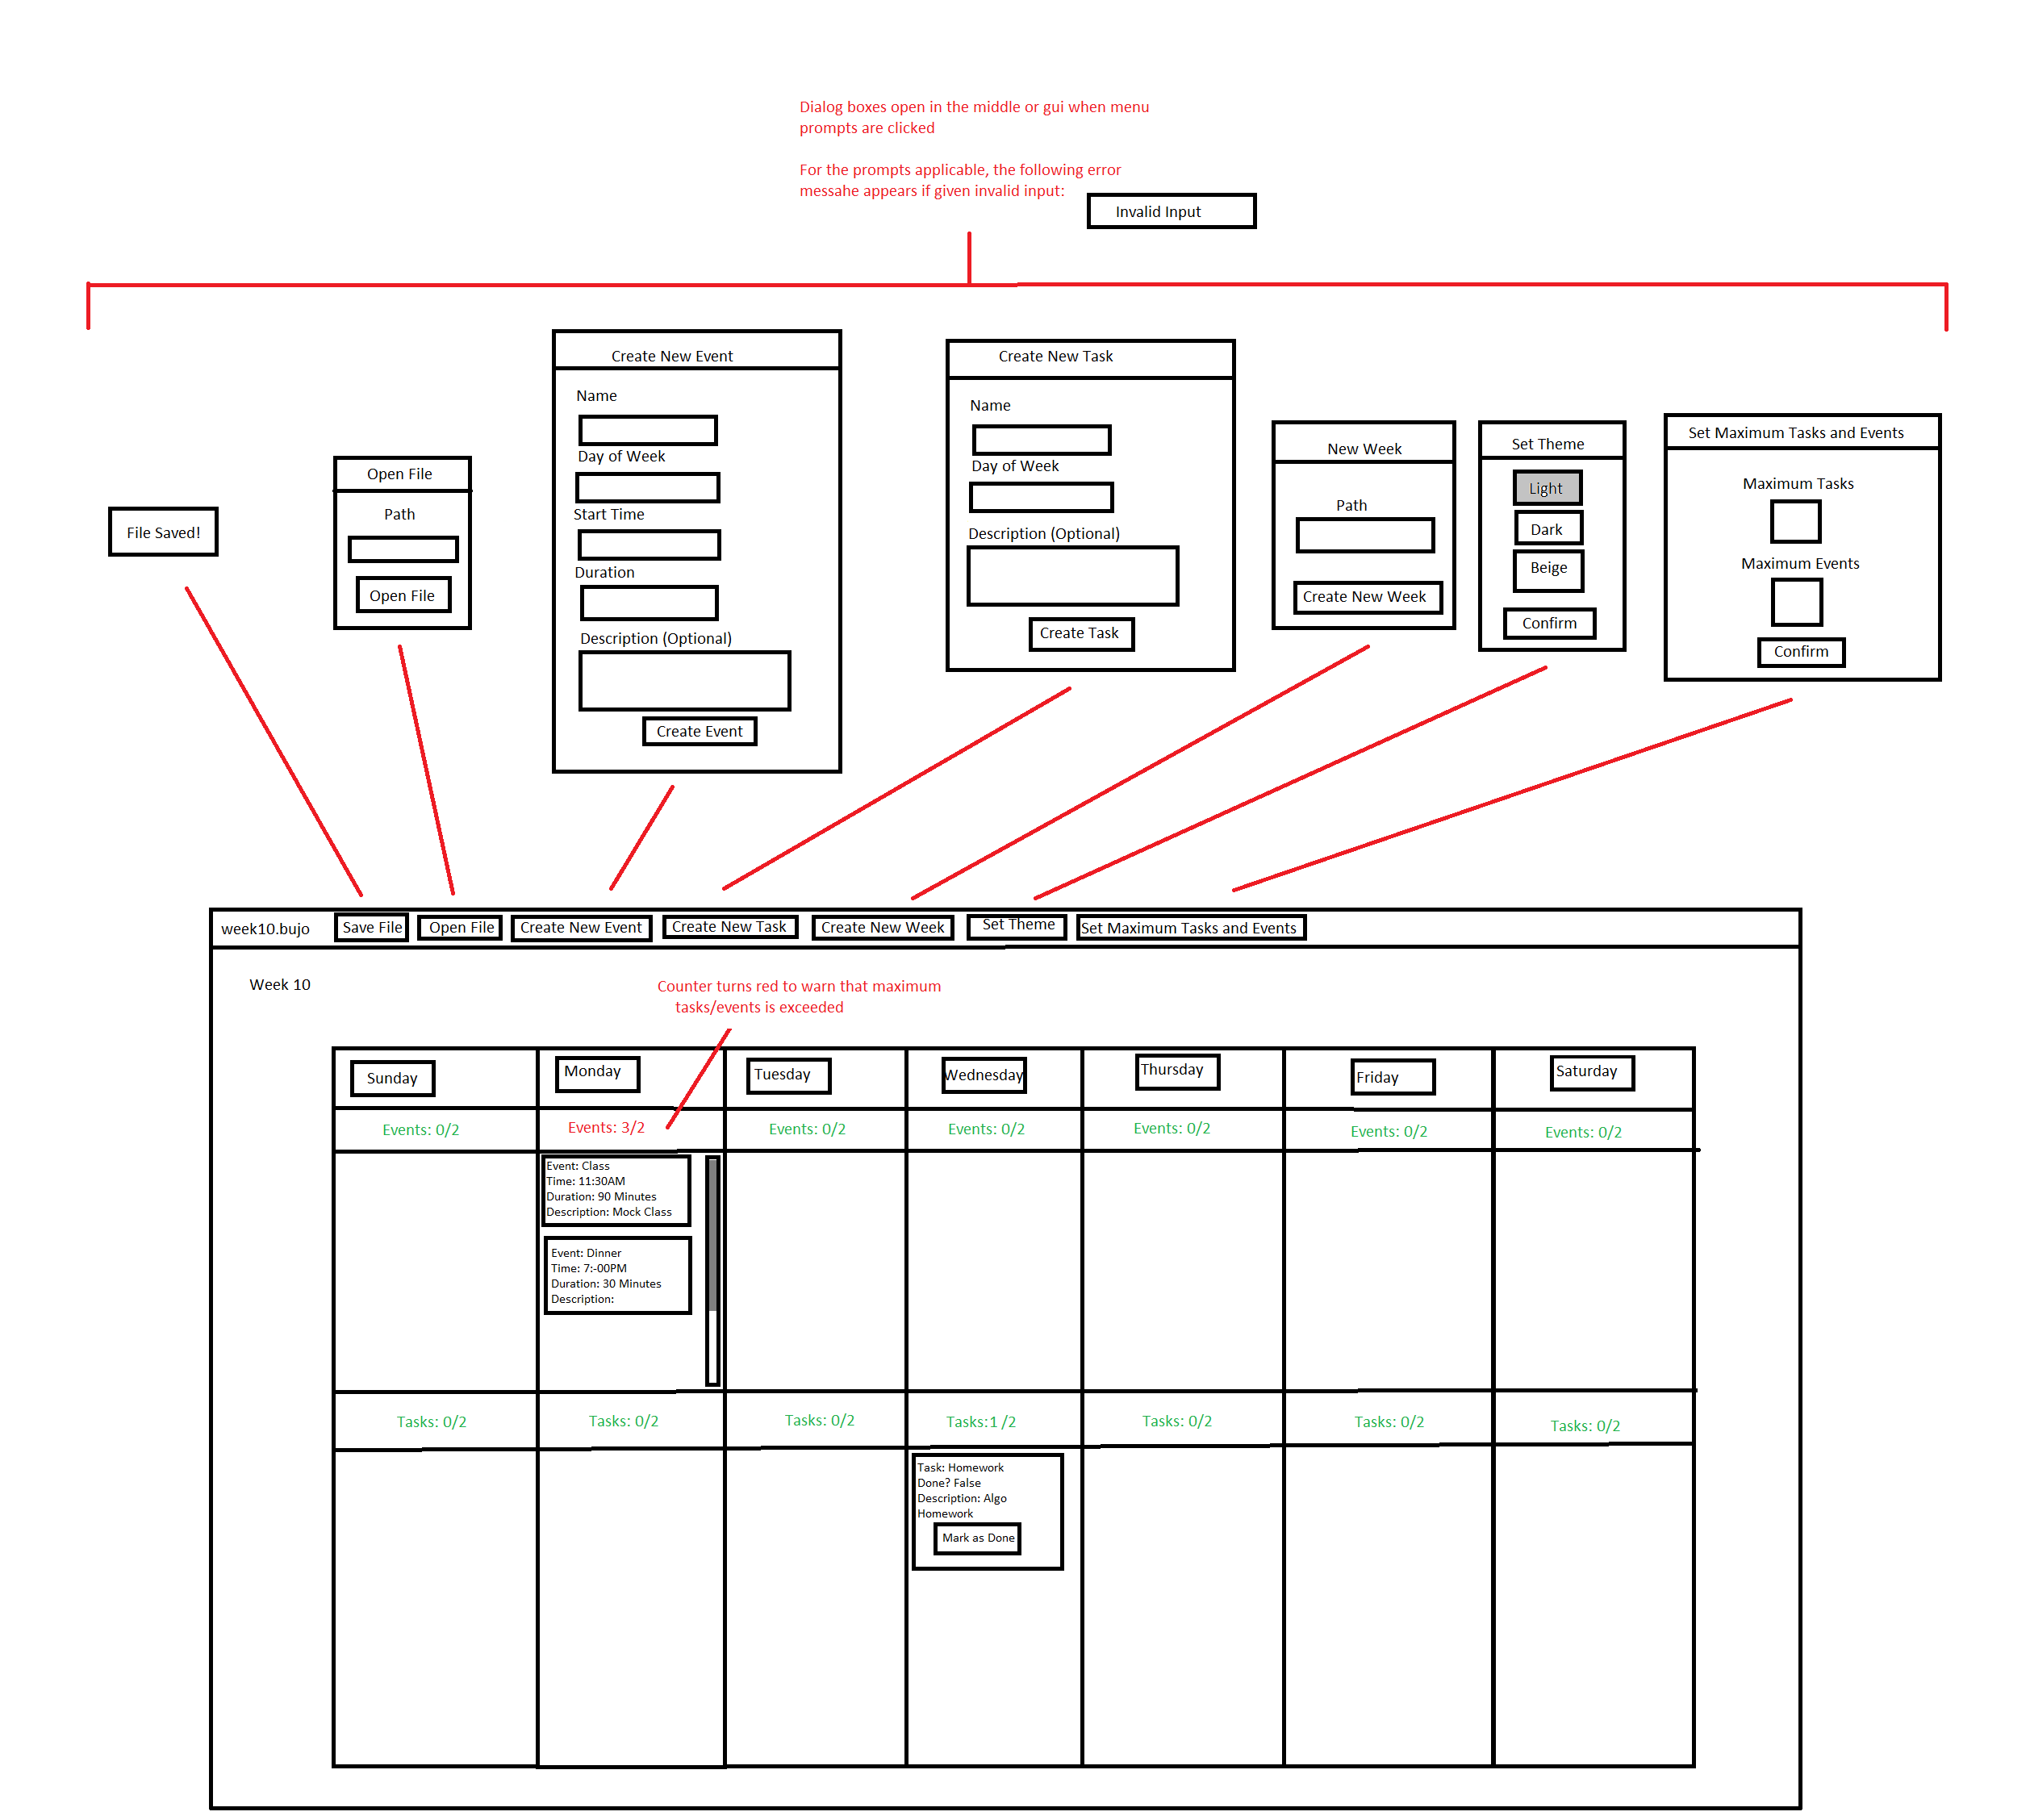 Dialog boxes open in the middle or gui when menu
prompts are clicked
For the prompts applicable, the following error
messahe appears if given invalid input:
Invalid Input
File Saved!
Open File
Path
Open File
Create New Event
Name
Day of Week
Start Time
Duration
Description (Optional)
Create Event
Create New Task
Name
Day of Week
Description (Optional)
Create Task
New Week
Path
Create New Week
Set Theme
Light
Dark
Beige
Confirm
Set Maximum Tasks and Events
Maximum Tasks
Maximum Events
Confirm
week10.bujo Save File Open File Create New Event Create New Task Create New Week Set Theme Set Maximum Tasks and Events
Week 10
Counter turns red to warn that maximum
tasks/events is exceeded
Sunday Monday Tuesday Wednesday Thursday Friday Saturday
Events: 0/2 Events: 3/2 Events: 0/2 Events: 0/2 Events: 0/2 Events: 0/2 Events: 0/2
Event: Class
Time: 11:30AM
Duration: 90 Minutes
Description: Mock Class
Event: Dinner
Time: 7:-00PM
Duration: 30 Minutes
Description:
Tasks: 0/2 Tasks: 0/2 Tasks: 0/2 Tasks:1 /2 Tasks: 0/2 Tasks: 0/2 Tasks: 0/2
Task: Homework
Done? False
Description: Algo
Homework
Mark as Done